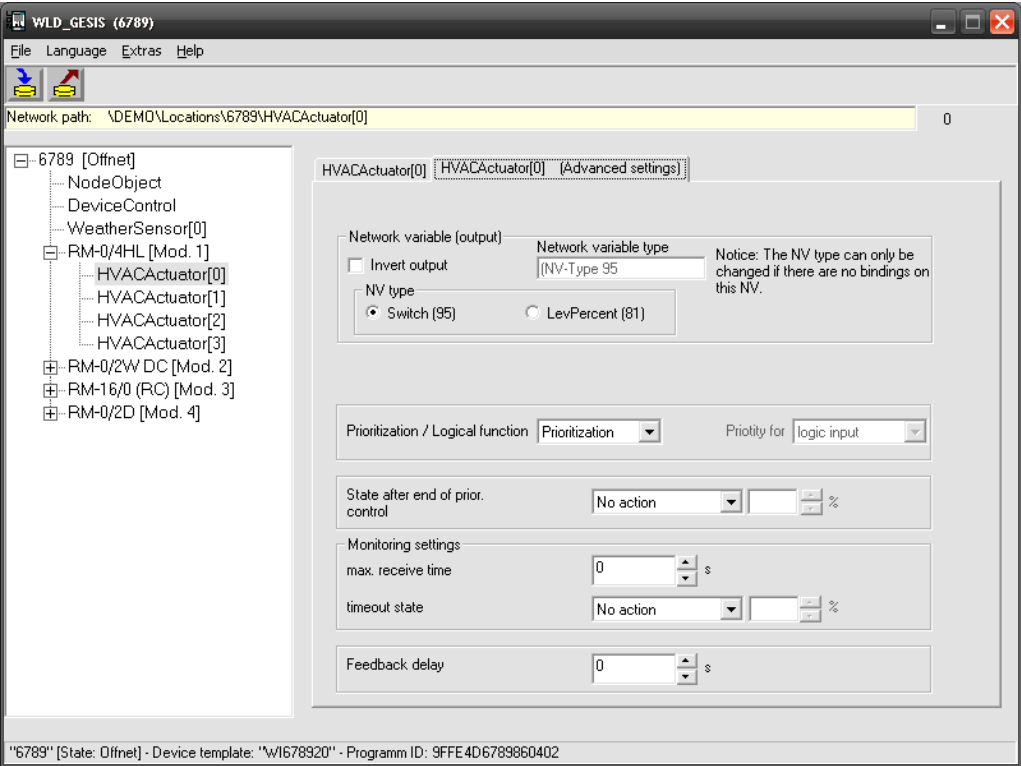 WLD_GESIS (6789)
File Language Extras Help
Network path: \DEMO\Locations\6789\HVACActuator[0]
0
6789 [Offnet]
NodeObject
DeviceControl
WeatherSensor[0]
RM-0/4HL [Mod. 1]
HVACActuator[0]
HVACActuator[1]
HVACActuator[2]
HVACActuator[3]
RM-0/2W DC [Mod. 2]
RM-16/0 (RC) [Mod. 3]
RM-0/2D [Mod. 4]
HVACActuator[0] HVACActuator[0] (Advanced settings)
Network variable (output)
Invert output
Network variable type
(NV-Type 95
Notice: The NV type can only be
changed if there are no bindings on
this NV.
NV type
Switch (95) LevPercent (81)
Prioritization / Logical function Prioritization Priotity for logic input
State after end of prior.
control
No action %
Monitoring settings
max. receive time 0 s
timeout state No action %
Feedback delay 0 s
"6789" [State: Offnet] - Device template: "WI678920" - Programm ID: 9FFE4D6789860402